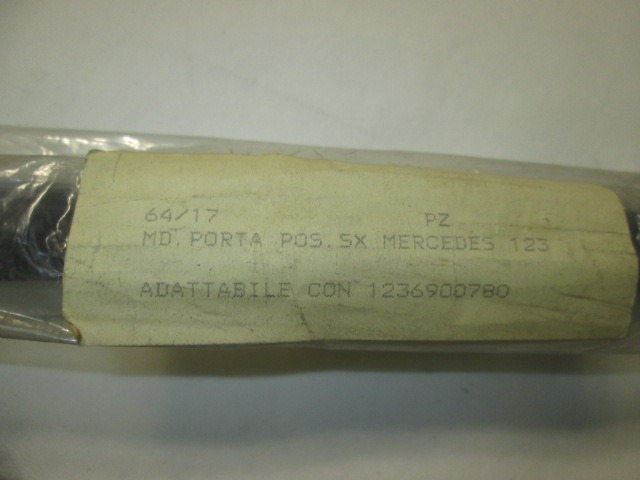 64/17 PZ
MD. PORTA POS. SX MERCEDES 123
ADATTABILE CON 1236900780